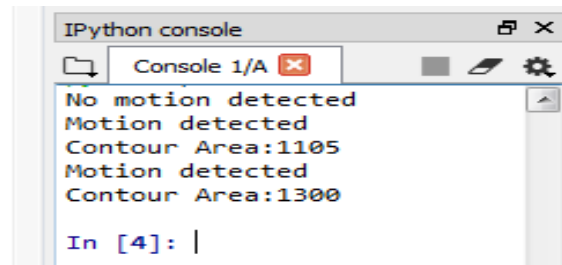 IPython console
Console 1/A
No motion detected
Motion detected
Contour Area:1105
Motion detected
Contour Area:1300
In [4]: